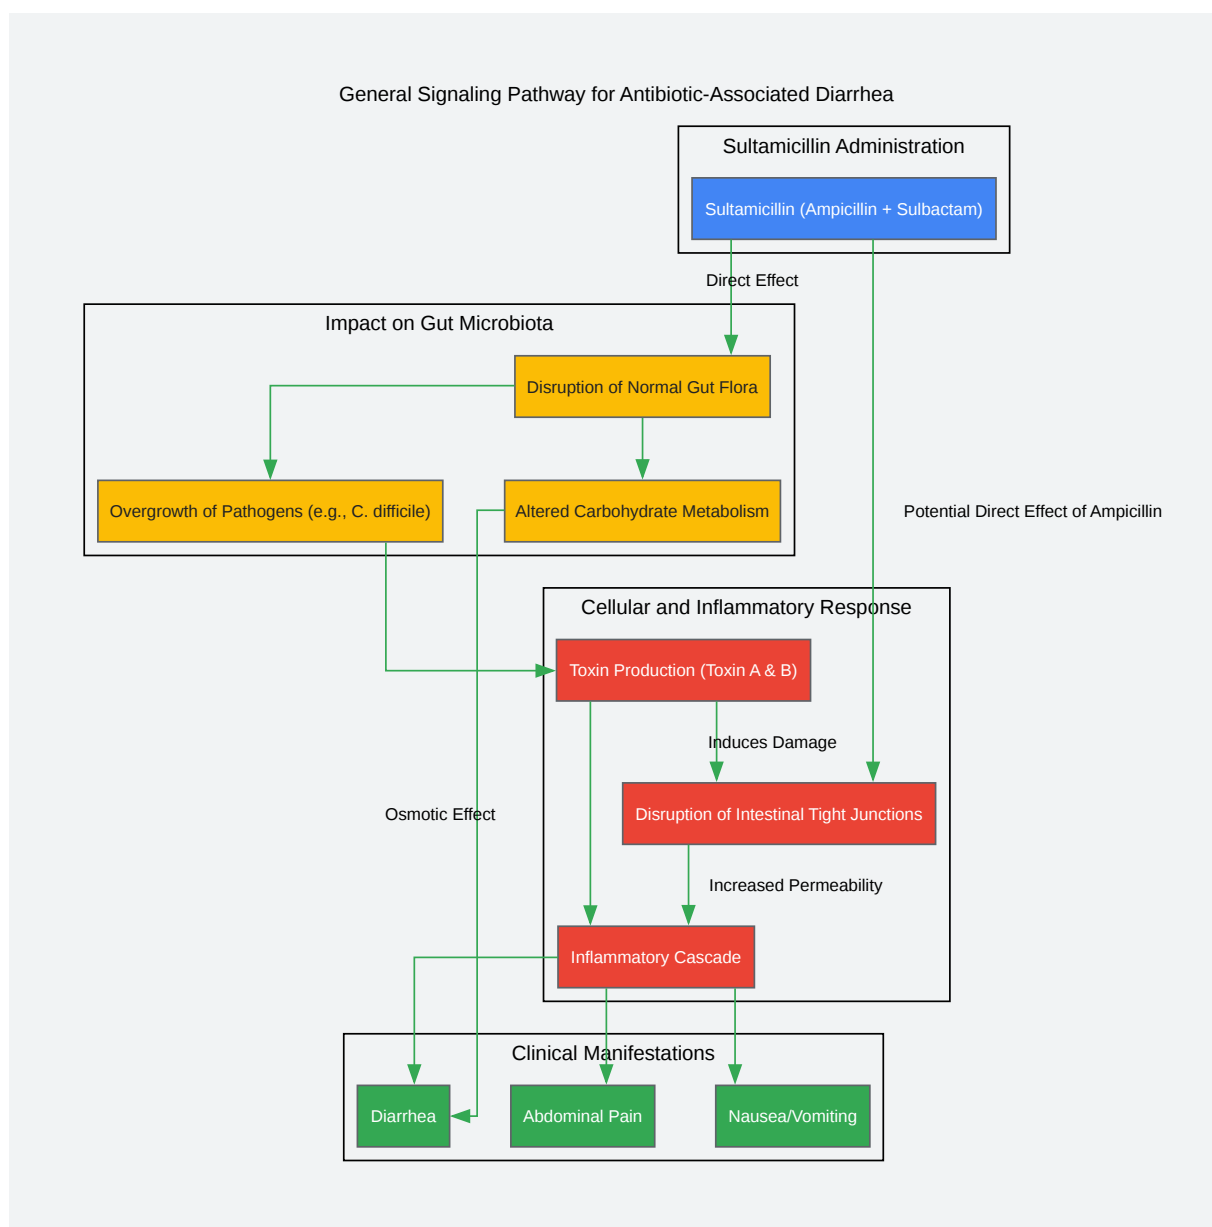 General Signaling Pathway for Antibiotic-Associated Diarrhea
Sultamicillin Administration
Sultamicillin (Ampicillin + Sulbactam)
Direct Effect
Impact on Gut Microbiota
Disruption of Normal Gut Flora
Overgrowth of Pathogens (e.g., C. difficile)
Altered Carbohydrate Metabolism
Potential Direct Effect of Ampicillin
Cellular and Inflammatory Response
Toxin Production (Toxin A & B)
Induces Damage
Osmotic Effect
Disruption of Intestinal Tight Junctions
Increased Permeability
Inflammatory Cascade
Clinical Manifestations
Diarrhea
Abdominal Pain
Nausea/Vomiting